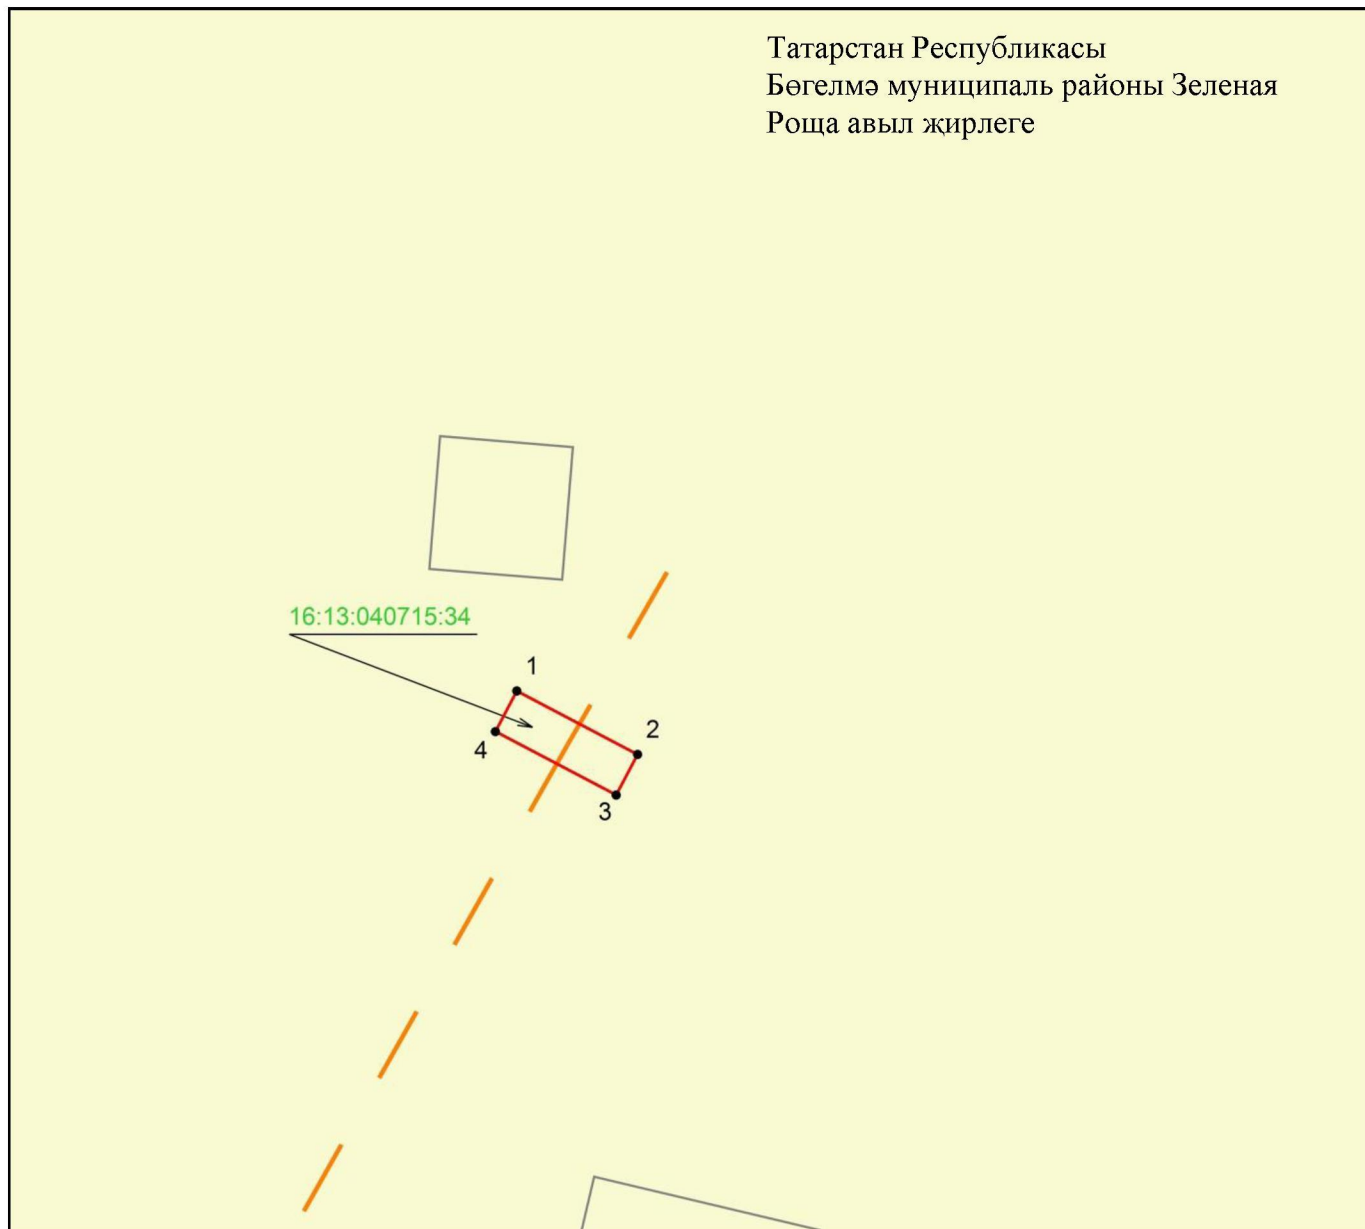 Татарстан Республикасы
Бөгелмә муниципаль районы Зеленая
Роща авыл җирлеге
16:13:040715:34
1
2
4
3